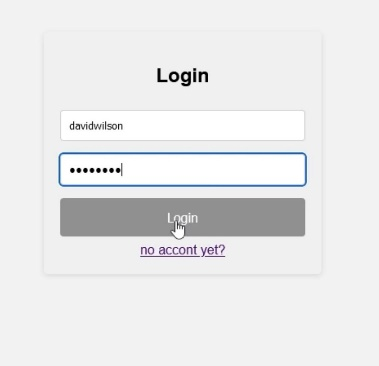 Login
davidwilson
••••••••
Login
no accont yet?